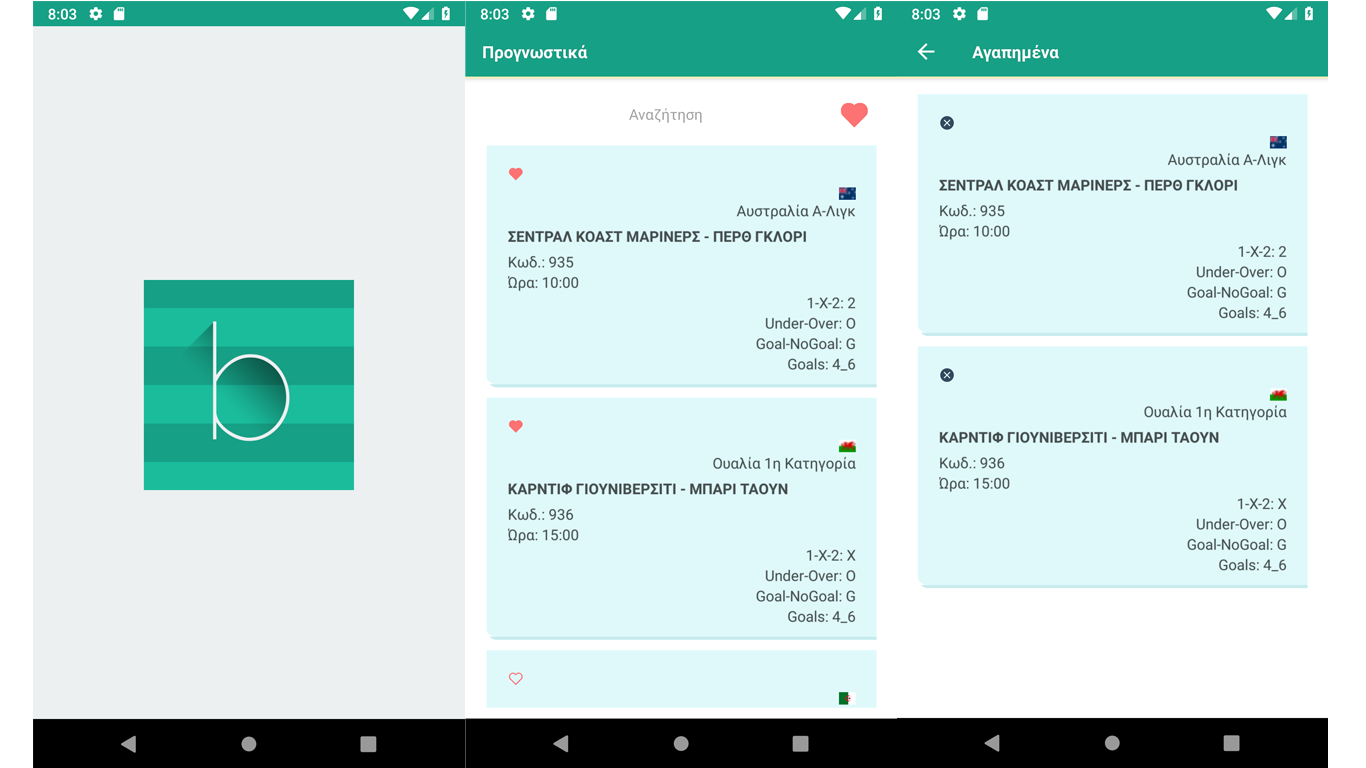 8:03
b
8:03
Προγνωστικά
Αναζήτηση
Αυστραλία Α-Λιγκ
ΣΕΝΤΡΑΛ ΚΟΑΣΤ ΜΑΡΙΝΕΡΣ - ΠΕΡΘ ΓΚΛΟΡΙ
Κωδ.: 935
Ώρα: 10:00
1-X-2: 2
Under-Over: O
Goal-NoGoal: G
Goals: 4_6
Ουαλία 1η Κατηγορία
ΚΑΡΝΤΙΦ ΓΙΟΥΝΙΒΕΡΣΙΤΙ - ΜΠΑΡΙ ΤΑΟΥΝ
Κωδ.: 936
Ώρα: 15:00
1-X-2: X
Under-Over: O
Goal-NoGoal: G
Goals: 4_6
8:03
Αγαπημένα
Αυστραλία Α-Λιγκ
ΣΕΝΤΡΑΛ ΚΟΑΣΤ ΜΑΡΙΝΕΡΣ - ΠΕΡΘ ΓΚΛΟΡΙ
Κωδ.: 935
Ώρα: 10:00
1-X-2: 2
Under-Over: O
Goal-NoGoal: G
Goals: 4_6
Ουαλία 1η Κατηγορία
ΚΑΡΝΤΙΦ ΓΙΟΥΝΙΒΕΡΣΙΤΙ - ΜΠΑΡΙ ΤΑΟΥΝ
Κωδ.: 936
Ώρα: 15:00
1-X-2: X
Under-Over: O
Goal-NoGoal: G
Goals: 4_6